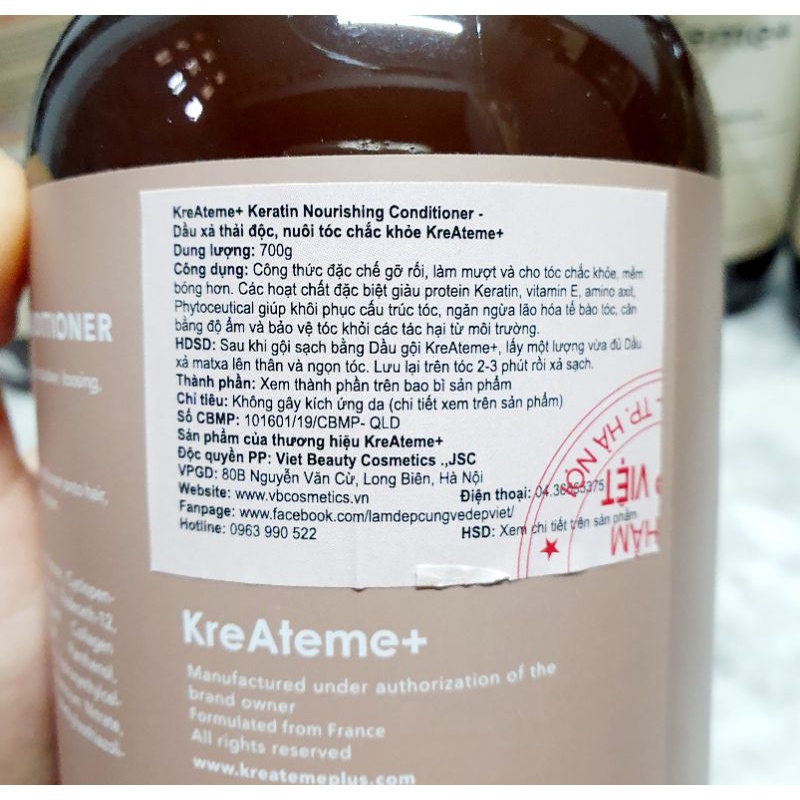 KreAteme+ Keratin Nourishing Conditioner -
Dầu xả thải độc, nuôi tóc chắc khỏe KreAteme+
Dung lượng: 700g
Công dụng: Công thức đặc chế gỡ rối, làm mượt và cho tóc chắc khỏe, mềm
bóng hơn. Các hoạt chất đặc biệt giàu protein Keratin, vitamin E, amino axit,
Phytoceutical giúp khôi phục cấu trúc tóc, ngăn ngừa lão hóa tế bào tóc, cân
bằng độ ẩm và bảo vệ tóc khỏi các tác hại từ môi trường.
HDSD: Sau khi gội sạch bằng Dầu gội KreAteme+, lấy một lượng vừa đủ Dầu
xả matxa lên thân và ngọn tóc. Lưu lại trên tóc 2-3 phút rồi xả sạch.
Thành phần: Xem thành phần trên bao bì sản phẩm
Chỉ tiêu: Không gây kích ứng da (chi tiết xem trên sản phẩm)
Số CBMP: 101601/19/CBMP- QLD
Sản phẩm của thương hiệu KreAteme+
Độc quyền PP: Viet Beauty Cosmetics .,JSC
VPGD: 80B Nguyễn Văn Cừ, Long Biên, Hà Nội
Website: www.vbcosmetics.vn Điện thoại:
Fanpage: www.facebook.com/lamdepcungvedepviet/
Hotline: 0963 990 522 HSD: Xem chi tiết trên sản phẩm
TP. HÀ NỘI
VIỆT
KreAteme+
Manufactured under authorization of the
brand owner
Formulated from France
All rights reserved
www.kreatemeplus.com
hair,
Collagen
Panthenol,